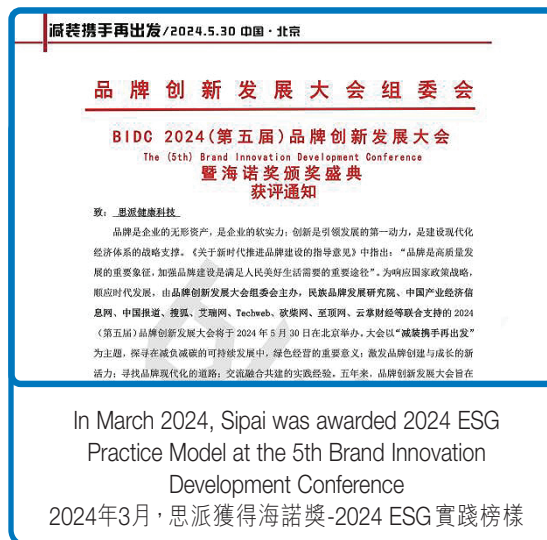 减装携手再出发/2024.5.30 中国·北京
品牌创新发展大会组委会
BIDC 2024(第五届)品牌创新发展大会
The (5th) Brand Innovation Development Conference
暨海诺奖颁奖盛典
获评通知
致: 思派健康科技
品牌是企业的无形资产,是企业的软实力;创新是引领发展的第一动力,是建设现代化
经济体系的战略支撑。《关于新时代推进品牌建设的指导意见》中指出:“品牌是高质量发
展的重要象征,加强品牌建设是满足人民美好生活需要的重要途径”。为响应国家政策战略,
顺应时代发展,由品牌创新发展大会组委会主办,民族品牌发展研究院、中国产业经济信
息网、中国报道、搜狐、艾瑞网、Techweb、砍柴网、至顶网、云掌财经等联合支持的 2024
(第五届)品牌创新发展大会将于 2024 年 5 月 30 日在北京举办。大会以“减装携手再出发”
为主题,探寻在减负减碳的可持续发展中,绿色经营的重要意义;激发品牌创建与成长的新
活力;寻找品牌现代化的道路;交流融合共建的实践经验。五年来,品牌创新发展大会旨在
In March 2024, Sipai was awarded 2024 ESG
Practice Model at the 5th Brand Innovation
Development Conference
2024年3月,思派獲得海諾獎-2024 ESG實踐榜樣